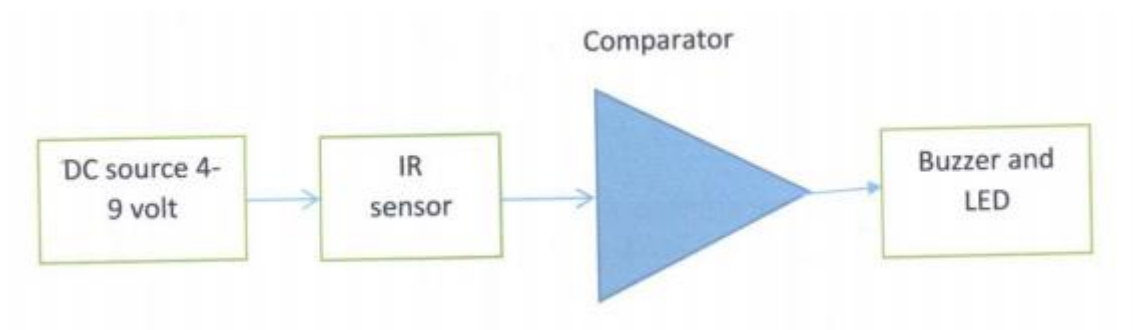 Comparator
DC source 4-
9 volt
IR
sensor
Buzzer and
LED